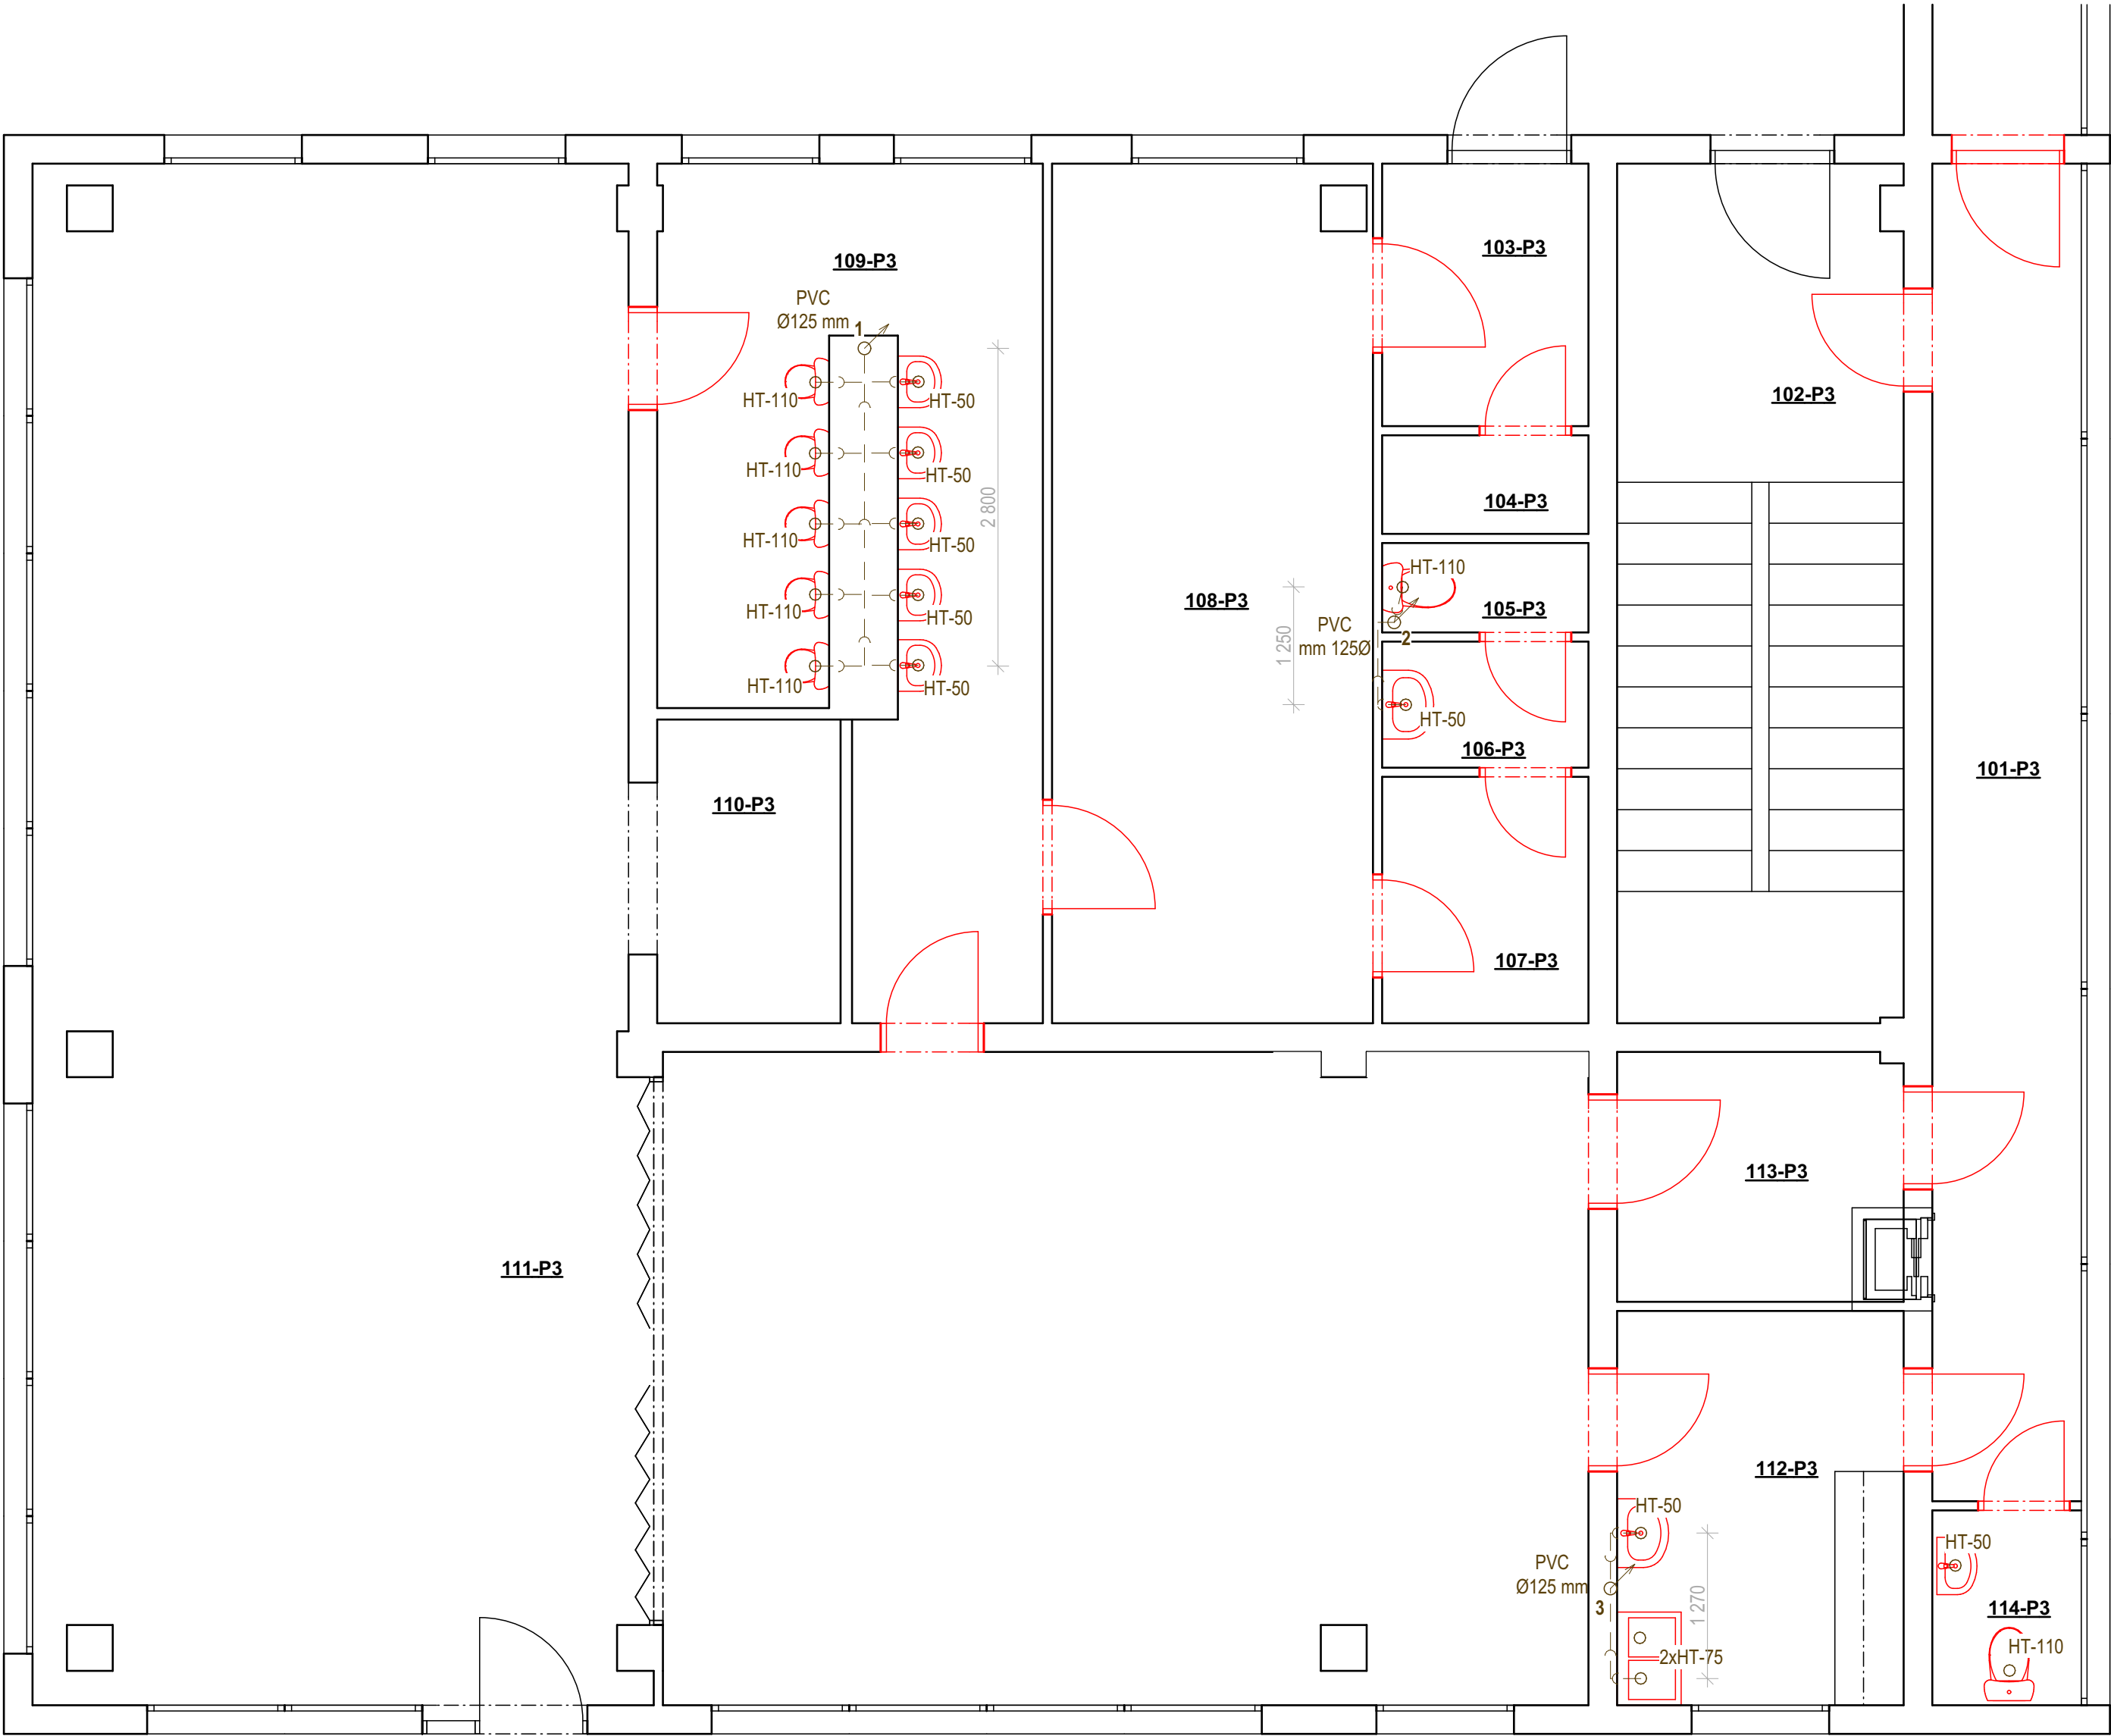 103-P3
109-P3
PVC
Ø125 mm
1
102-P3
HT-110
HT-50
HT-110
HT-50
2 800
104-P3
HT-110
HT-50
HT-110
105-P3
108-P3
HT-110
HT-50
PVC
mm 125Ø
2
1 250
HT-110
HT-50
HT-50
106-P3
101-P3
110-P3
107-P3
113-P3
111-P3
112-P3
HT-50
HT-50
PVC
Ø125 mm
3
1 270
114-P3
HT-110
2xHT-75